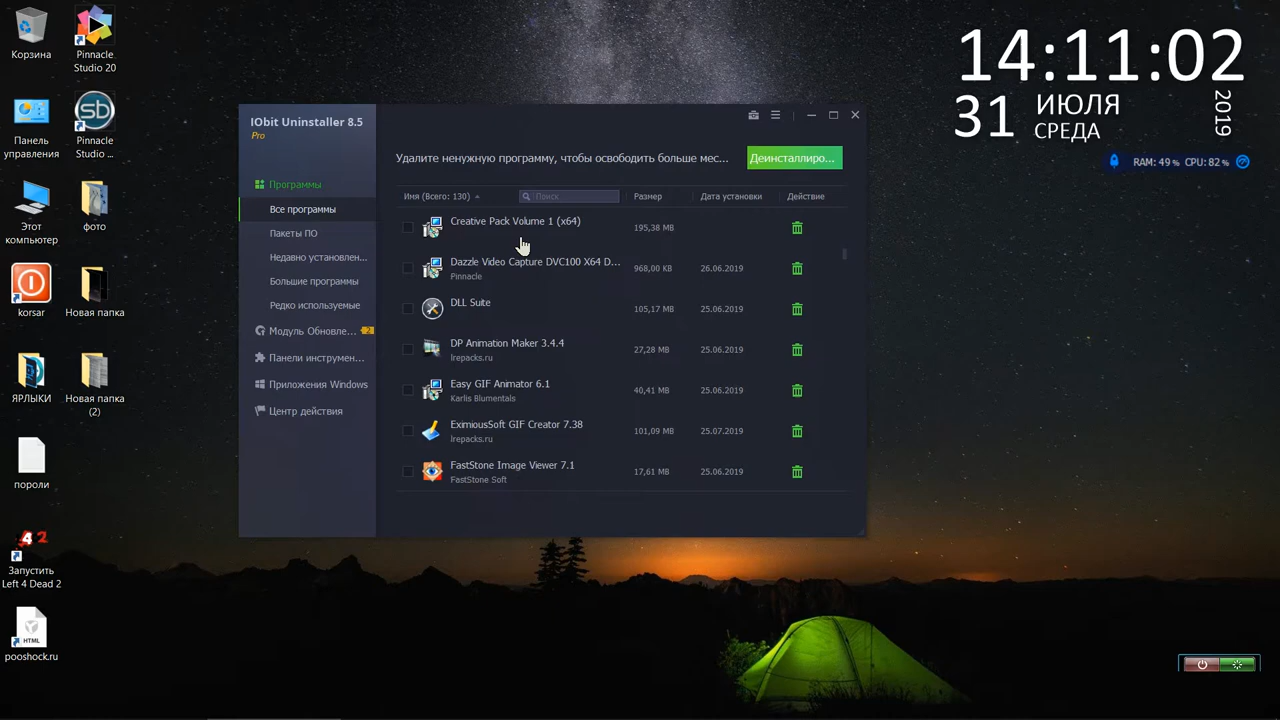 Корзина
Pinnacle
Studio 20
Панель
управления
Pinnacle
Studio ...
Этот
компьютер
фото
korsar
Новая папка
ЯРЛЫКИ
Новая папка
(2)
пороли
Запустить
Left 4 Dead 2
HTML
pooshock.ru
14:11:02
31
ИЮЛЯ
СРЕДА
2019
RAM: 49 % CPU: 82 %
IObit Uninstaller 8.5
Pro
Программы
Все программы
Пакеты ПО
Недавно установлен...
Большие программы
Редко используемые
Модуль Обновле... 2
Панели инструмен...
Приложения Windows
Центр действия
Удалите ненужную программу, чтобы освободить больше мес...
Деинсталлиро...
Имя (Всего: 130) Поиск Размер Дата установки Действие
Creative Pack Volume 1 (x64)
195,38 MB
Dazzle Video Capture DVC100 X64 D...
Pinnacle
968,00 KB 26.06.2019
DLL Suite
105,17 MB 25.06.2019
DP Animation Maker 3.4.4
lrepacks.ru
27,28 MB 25.06.2019
Easy GIF Animator 6.1
Karlis Blumentals
40,41 MB 25.06.2019
EximiousSoft GIF Creator 7.38
lrepacks.ru
101,09 MB 25.07.2019
FastStone Image Viewer 7.1
FastStone Soft
17,61 MB 25.06.2019